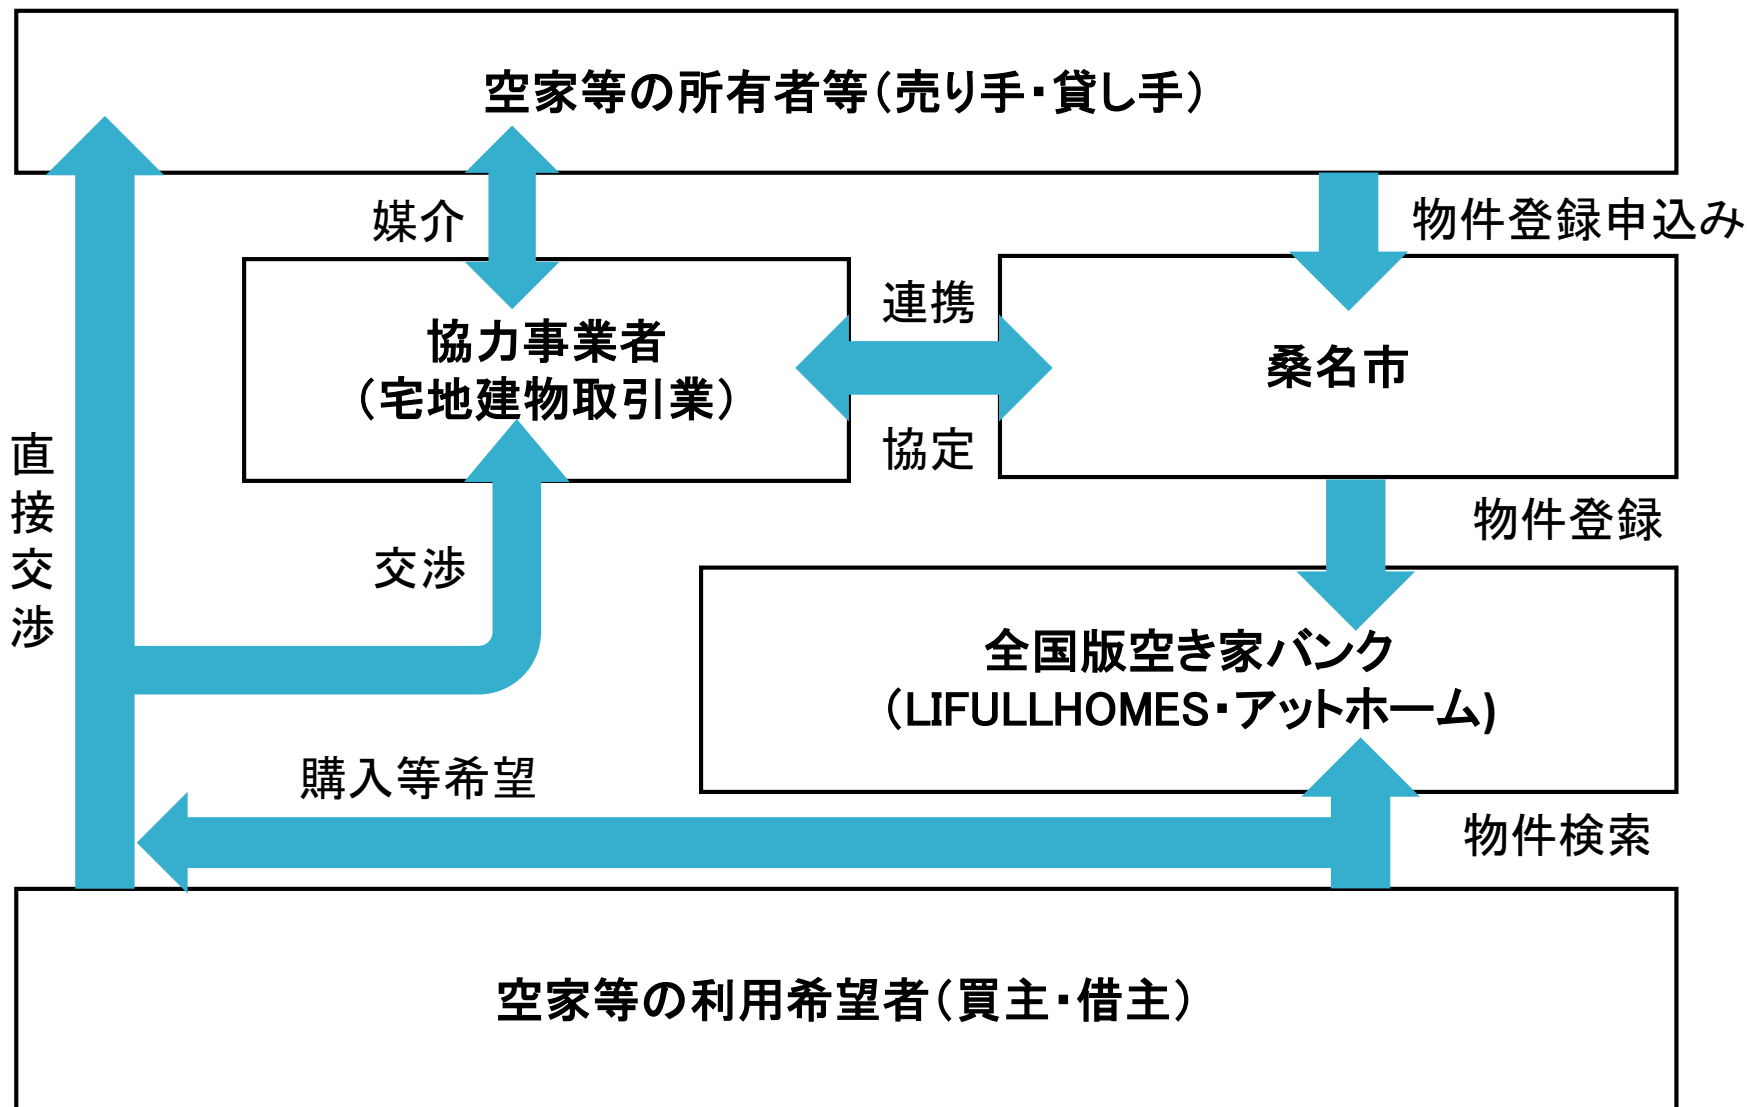 空家等の所有者等（売り手・貸し手）
媒介
物件登録申込み
連携
協力事業者
（宅地建物取引業）
桑名市
協定
直接交渉
物件登録
交渉
全国版空き家バンク
（LIFULLHOMES・アットホーム)
購入等希望
物件検索
空家等の利用希望者（買主・借主）